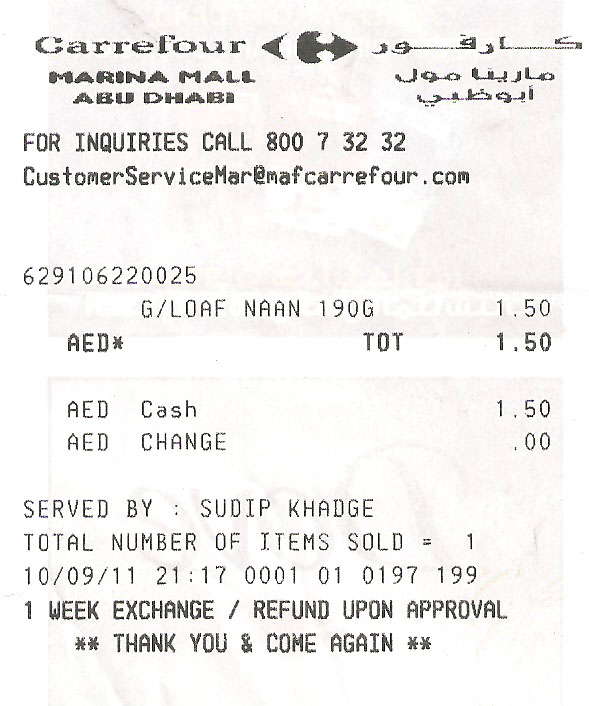 Carrefour كارفور
MARINA MALL مارينا مول
ABU DHABI أبوظبي
FOR INQUIRIES CALL 800 7 32 32
CustomerServiceMar@mafcarrefour.com
629106220025
G/LOAF NAAN 190G 1.50
AED* TOT 1.50
AED Cash 1.50
AED CHANGE .00
SERVED BY : SUDIP KHADGE
TOTAL NUMBER OF ITEMS SOLD = 1
10/09/11 21:17 0001 01 0197 199
1 WEEK EXCHANGE / REFUND UPON APPROVAL
** THANK YOU & COME AGAIN **